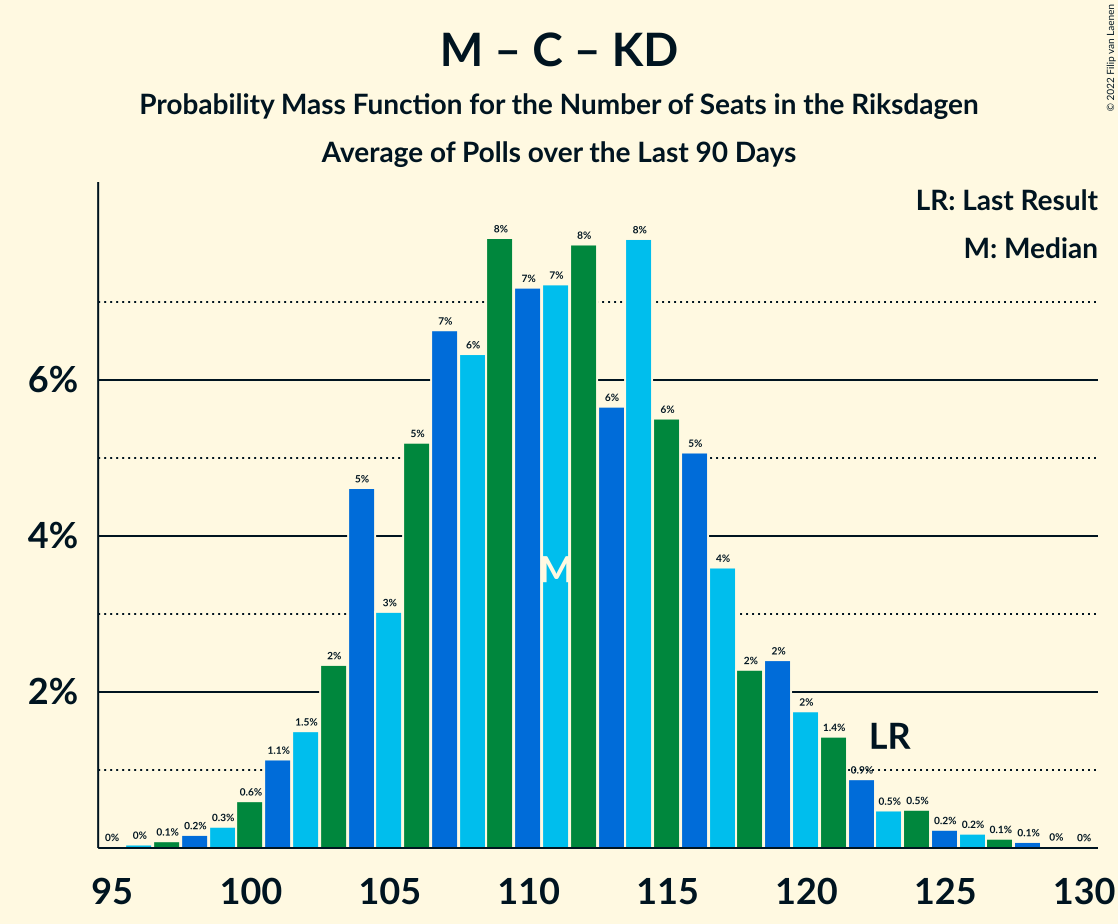 M – C – KD
Probability Mass Function for the Number of Seats in the Riksdagen
Average of Polls over the Last 90 Days
© 2022 Filip van Laenen
LR: Last Result
M: Median
6%
4%
2%
0% 0% 0.1% 0.2% 0.3% 0.6% 1.1% 1.5% 2% 5% 3% 5% 7% 6% 8% 7% 7% 8% 6% 8% 6% 5% 4% 2% 2% 2% 1.4% 0.9% 0.5% 0.5% 0.2% 0.2% 0.1% 0.1% 0% 0%
M
LR
95 100 105 110 115 120 125 130